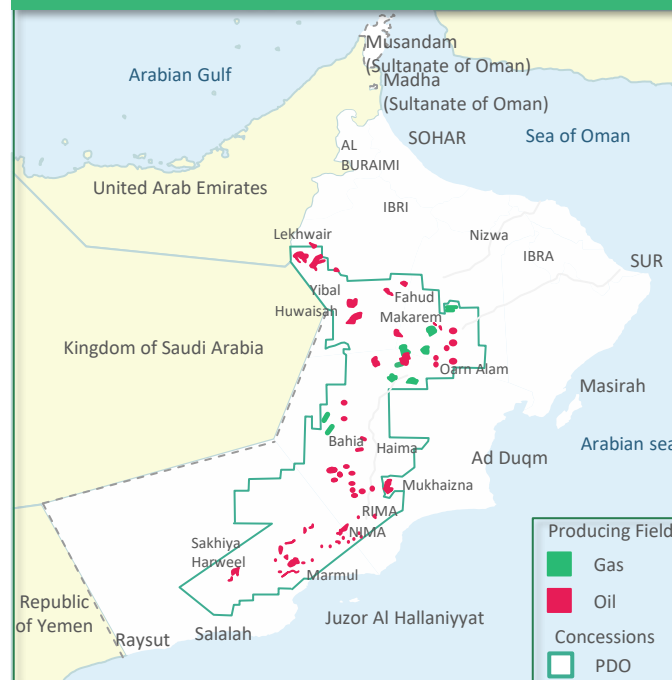 Musandam
(Sultanate of Oman)
Arabian Gulf
Madha
(Sultanate of Oman)
SOHAR
Sea of Oman
AL
BURAIMI
United Arab Emirates
IBRI
Lekhwair
Nizwa
IBRA
SUR
Yibal
Fahud
Huwaisah
Makarem
Kingdom of Saudi Arabia
Oarn Alam
Masirah
Bahia
Haima
Arabian sea
Ad Duqm
Mukhaizna
RIMA
NIMA
Sakhiya
Harweel
Marmul
Republic
of Yemen
Juzor Al Hallaniyyat
Salalah
Raysut
Producing Field
Gas
Oil
Concessions
PDO